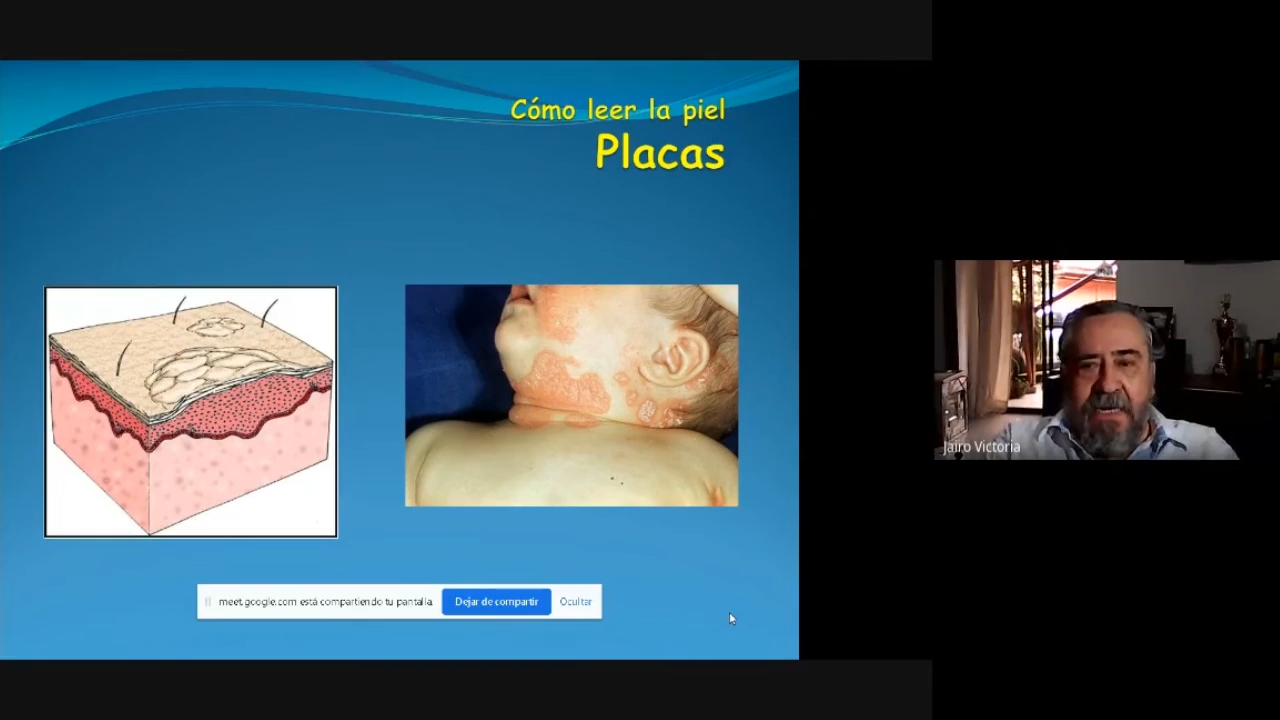 Cómo leer la piel
Placas
Jairo Victoria
meet.google.com está compartiendo tu pantalla.
Dejar de compartir
Ocultar